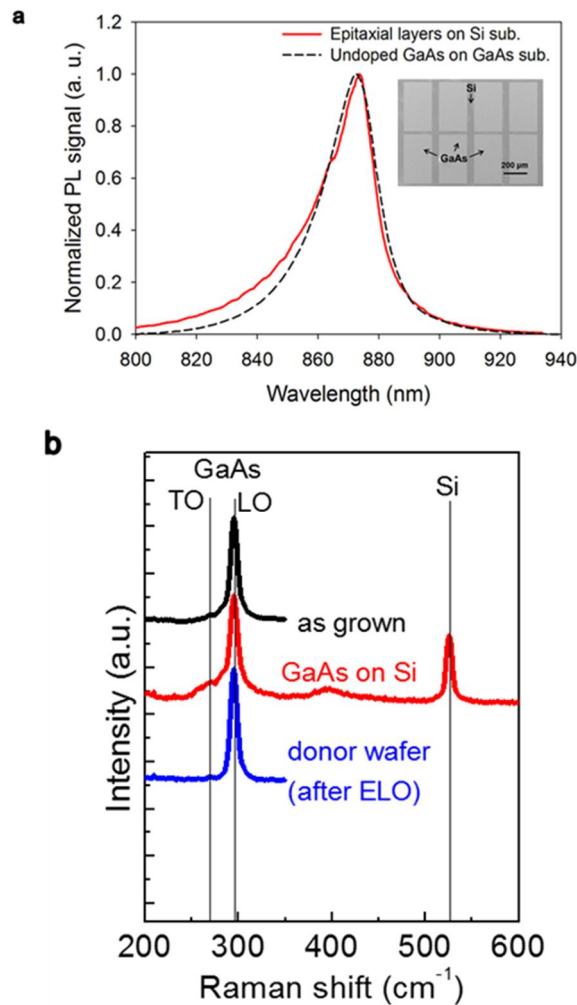 a
Normalized PL signal (a. u.)
1.2
1.0
0.8
0.6
0.4
0.2
0.0
Epitaxial layers on Si sub.
Undoped GaAs on GaAs sub.
Si
GaAs
200 µm
800 820 840 860 880 900 920 940
Wavelength (nm)
b
Intensity (a.u.)
GaAs
TO LO
Si
as grown
GaAs on Si
donor wafer
(after ELO)
200 300 400 500 600
Raman shift (cm⁻¹)